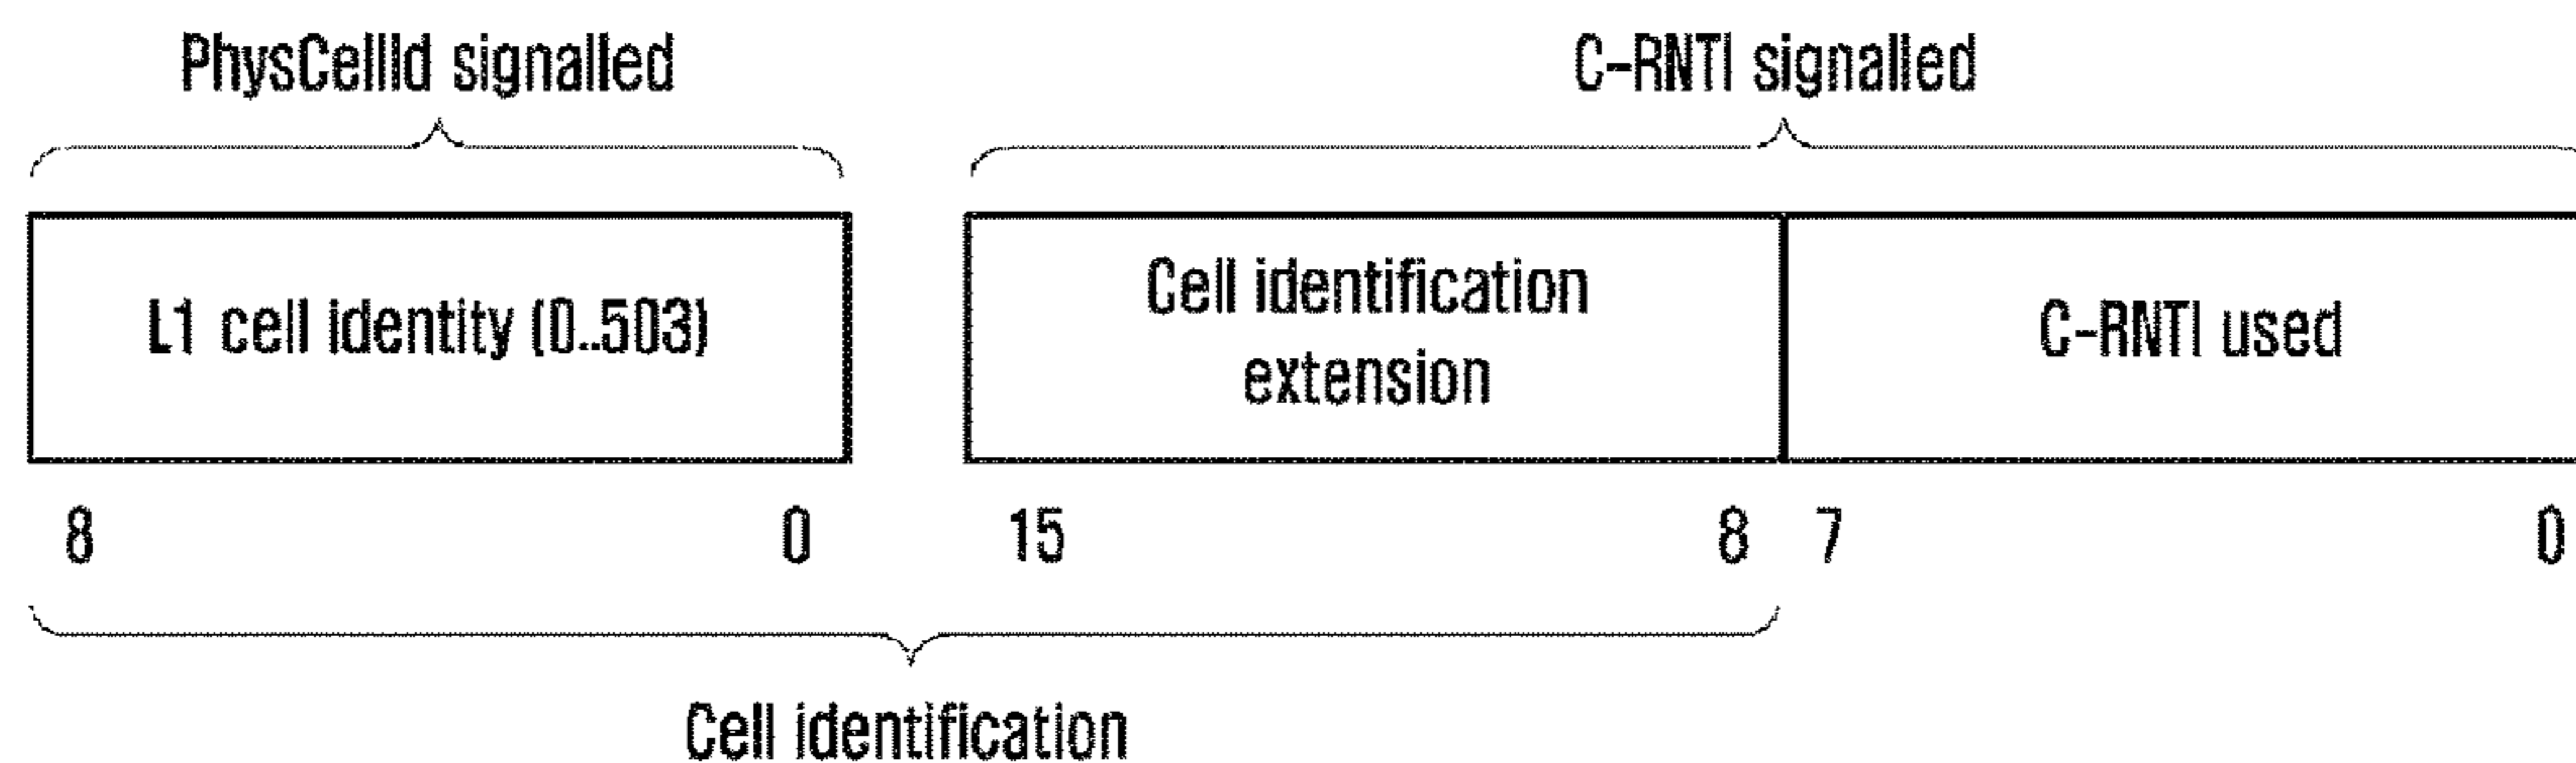 PhysCellId signalled
C-RNTI signalled
L1 cell identity (0..503)
Cell identification
extension
C-RNTI used
8 0 15 8 7 0
Cell identification